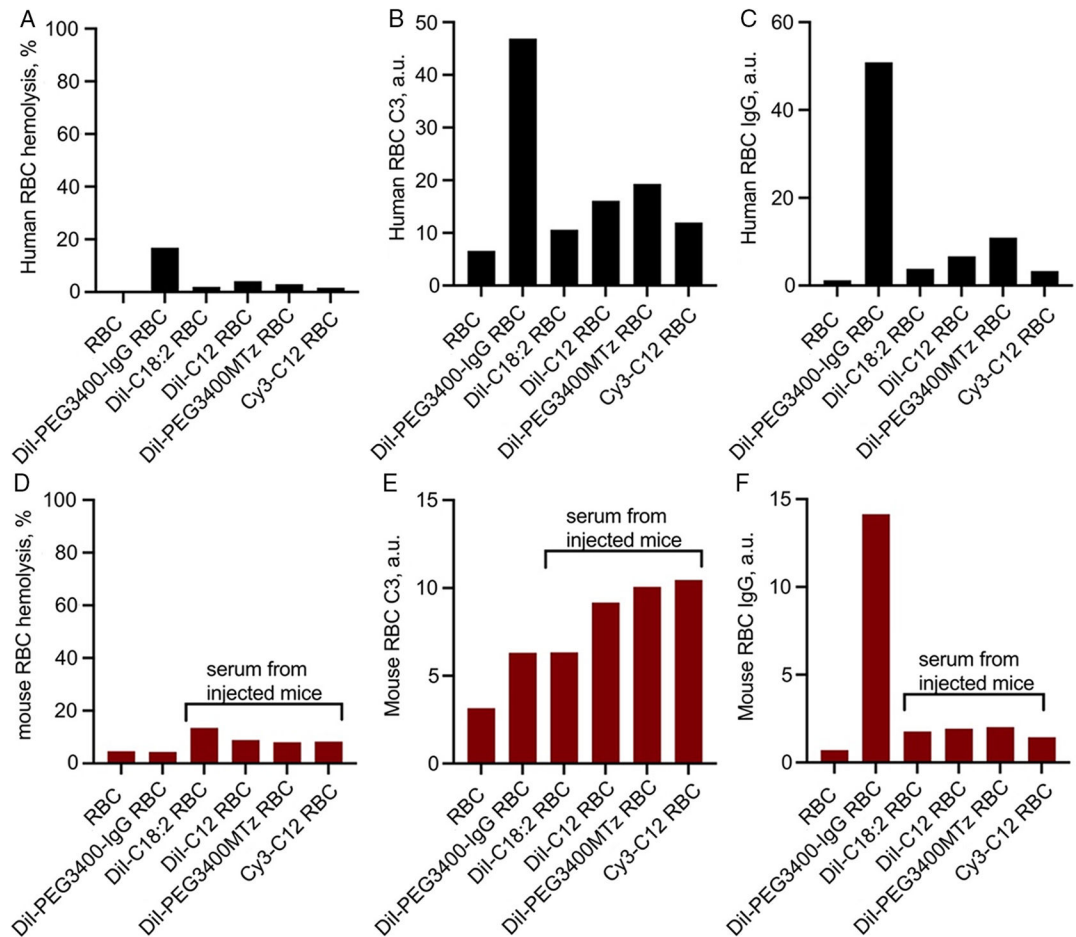 A
Human RBC hemolysis, %
100
80
60
40
20
0
RBC
DiI-PEG3400-IgG RBC
DiI-C18:2 RBC
DiI-C12 RBC
DiI-PEG3400MTz RBC
Cy3-C12 RBC
B
Human RBC C3, a.u.
50
40
30
20
10
0
RBC
DiI-PEG3400-IgG RBC
DiI-C18:2 RBC
DiI-C12 RBC
DiI-PEG3400MTz RBC
Cy3-C12 RBC
C
Human RBC IgG, a.u.
60
40
20
0
RBC
DiI-PEG3400-IgG RBC
DiI-C18:2 RBC
DiI-C12 RBC
DiI-PEG3400MTz RBC
Cy3-C12 RBC
D
mouse RBC hemolysis, %
100
80
60
40
20
0
serum from
injected mice
RBC
DiI-PEG3400-IgG RBC
DiI-C18:2 RBC
DiI-C12 RBC
DiI-PEG3400MTz RBC
Cy3-C12 RBC
E
Mouse RBC C3, a.u.
15
10
5
0
serum from
injected mice
RBC
DiI-PEG3400-IgG RBC
DiI-C18:2 RBC
DiI-C12 RBC
DiI-PEG3400MTz RBC
Cy3-C12 RBC
F
Mouse RBC IgG, a.u.
15
10
5
0
serum from
injected mice
RBC
DiI-PEG3400-IgG RBC
DiI-C18:2 RBC
DiI-C12 RBC
DiI-PEG3400MTz RBC
Cy3-C12 RBC